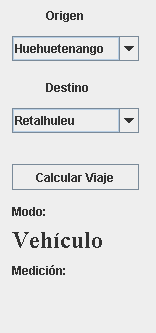 Origen
Huehuetenango
Destino
Retalhuleu
Calcular Viaje
Modo:
Vehículo
Medición: